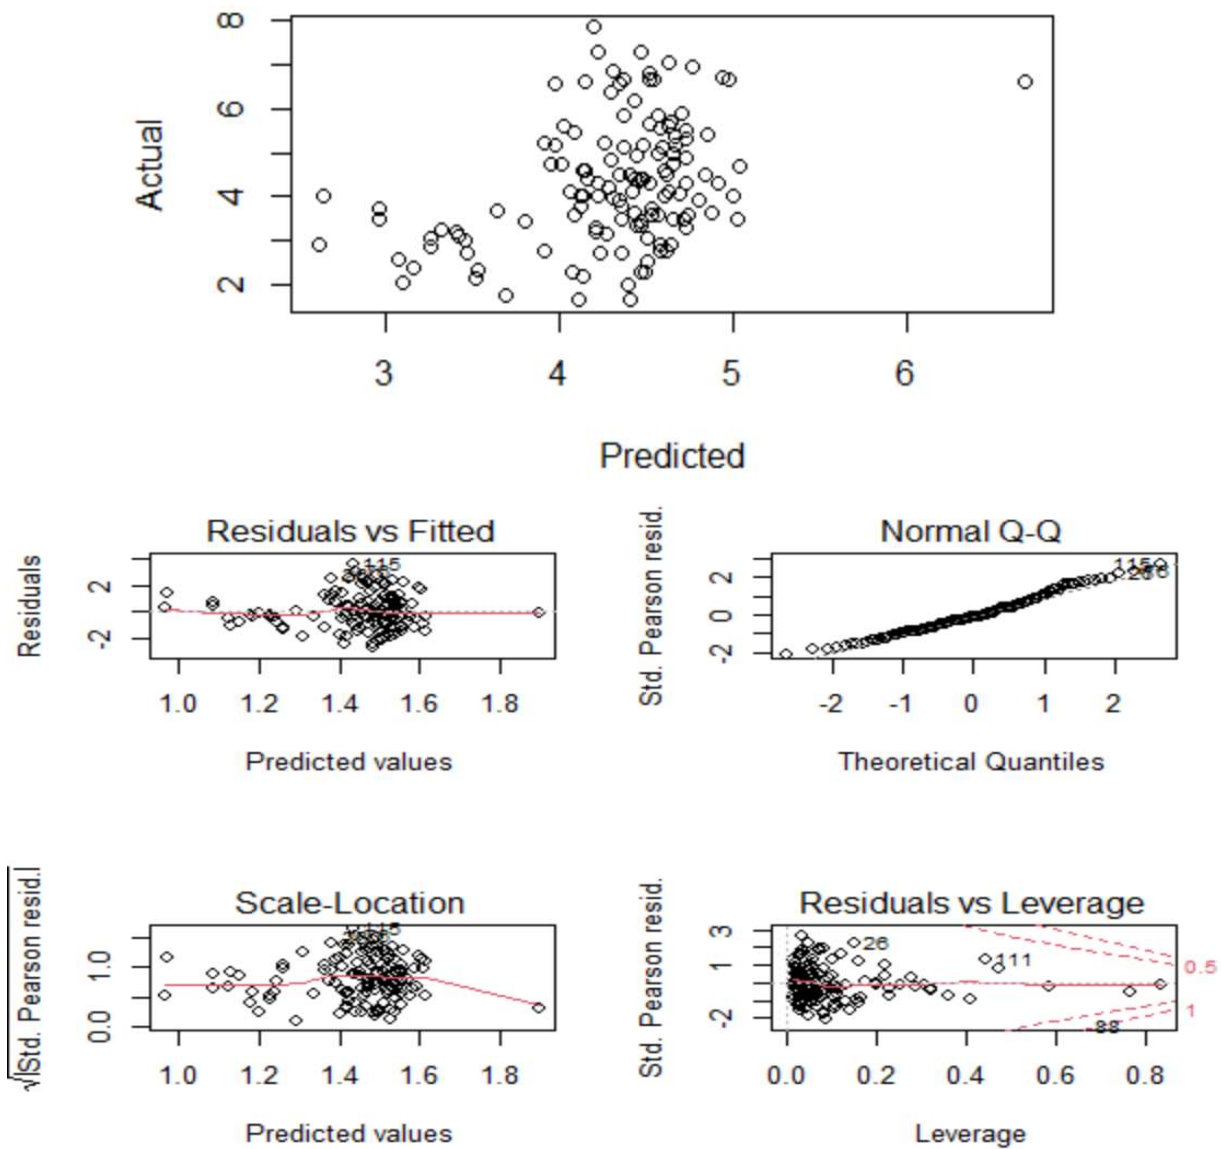 8
6
4
2
Actual
3 4 5 6
Predicted
Residuals vs Fitted
Residuals
2
-2
115
1.0 1.2 1.4 1.6 1.8
Predicted values
Normal Q-Q
Std. Pearson resid.
2
0
-2
115
-2 -1 0 1 2
Theoretical Quantiles
Scale-Location
√|Std. Pearson resid.|
1.0
0.0
115
1.0 1.2 1.4 1.6 1.8
Predicted values
Residuals vs Leverage
Std. Pearson resid.
3
1
-2
26
111
88
0.5
1
0.0 0.2 0.4 0.6 0.8
Leverage